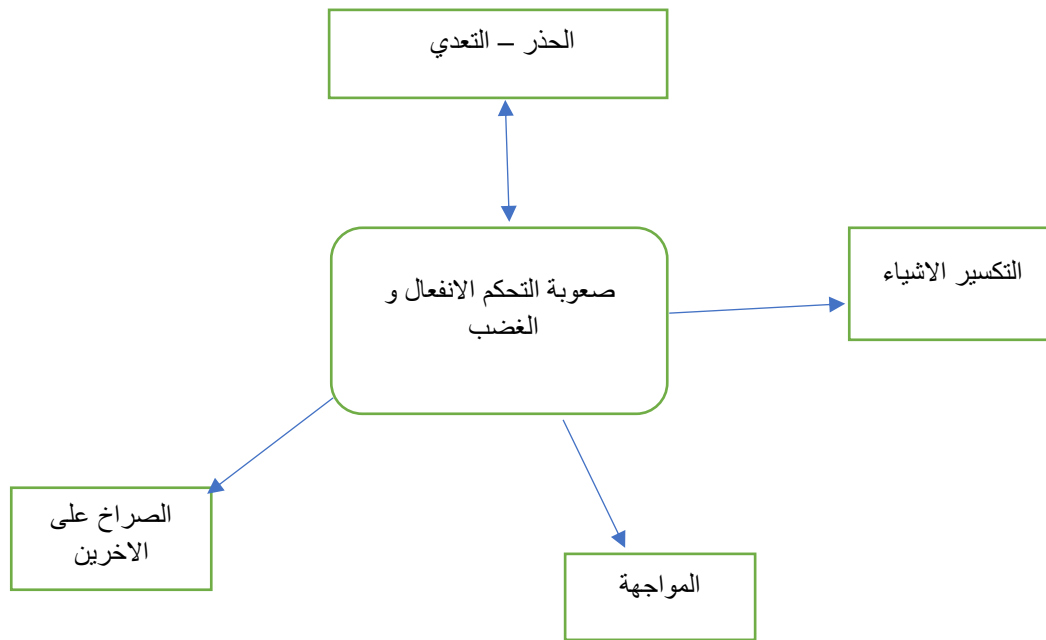 الحذر – التعدي
التكسير الاشياء
صعوبة التحكم الانفعال و
الغضب
الصراخ على
الاخرين
المواجهة